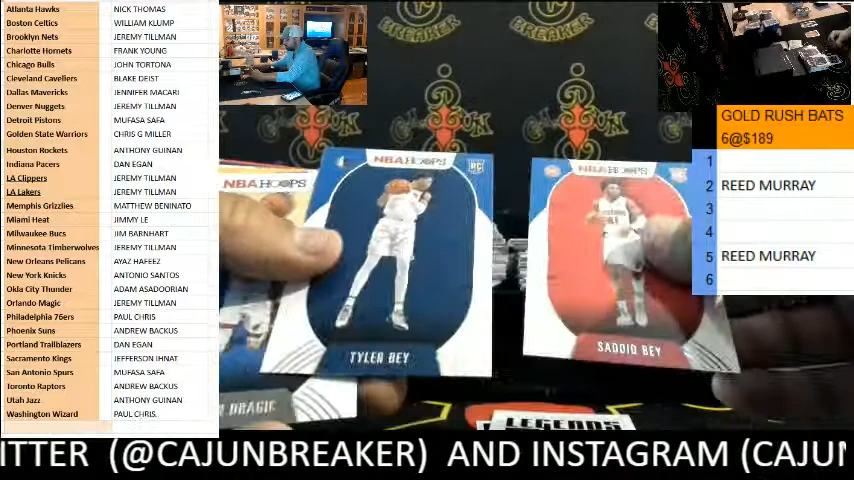 Atlanta Hawks NICK THOMAS
Boston Celtics WILLIAM KLUMP
Brooklyn Nets JEREMY TILLMAN
Charlotte Hornets FRANK YOUNG
Chicago Bulls JOHN TORTONA
Cleveland Caveliers BLAKE DEIST
Dallas Mavericks JENNIFER MACARI
Denver Nuggets JEREMY TILLMAN
Detroit Pistons MUFASA SAFA
Golden State Warriors CHRIS G MILLER
Houston Rockets ANTHONY GUINAN
Indiana Pacers DAN EGAN
LA Clippers JEREMY TILLMAN
LA Lakers JEREMY TILLMAN
Memphis Grizzlies MATTHEW BENINATO
Miami Heat JIMMY LE
Milwaukee Bucs JIM BARNHART
Minnesota Timberwolves JEREMY TILLMAN
New Orleans Pelicans AYAZ HAFEEZ
New York Knicks ANTONIO SANTOS
Okla City Thunder ADAM ASADOORIAN
Orlando Magic JEREMY TILLMAN
Philadelphia 76ers PAUL CHRIS
Phoenix Suns ANDREW BACKUS
Portland Trailblazers DAN EGAN
Sacramento Kings JEFFERSON IHNAT
San Antonio Spurs MUFASA SAFA
Toronto Raptors ANDREW BACKUS
Utah Jazz ANTHONY GUINAN
Washington Wizard PAUL CHRIS.
BREAKER
BREAKER
CAJUN
NBA HOOPS
NBA HOOPS
RC
TYLER BEY
NBA HOOPS
SADDIQ BEY
DRAGIC
LEGENDS
GOLD RUSH BATS
6@$189
1
2 REED MURRAY
3
4
5 REED MURRAY
6
ITTER (@CAJUNBREAKER) AND INSTAGRAM (CAJUN